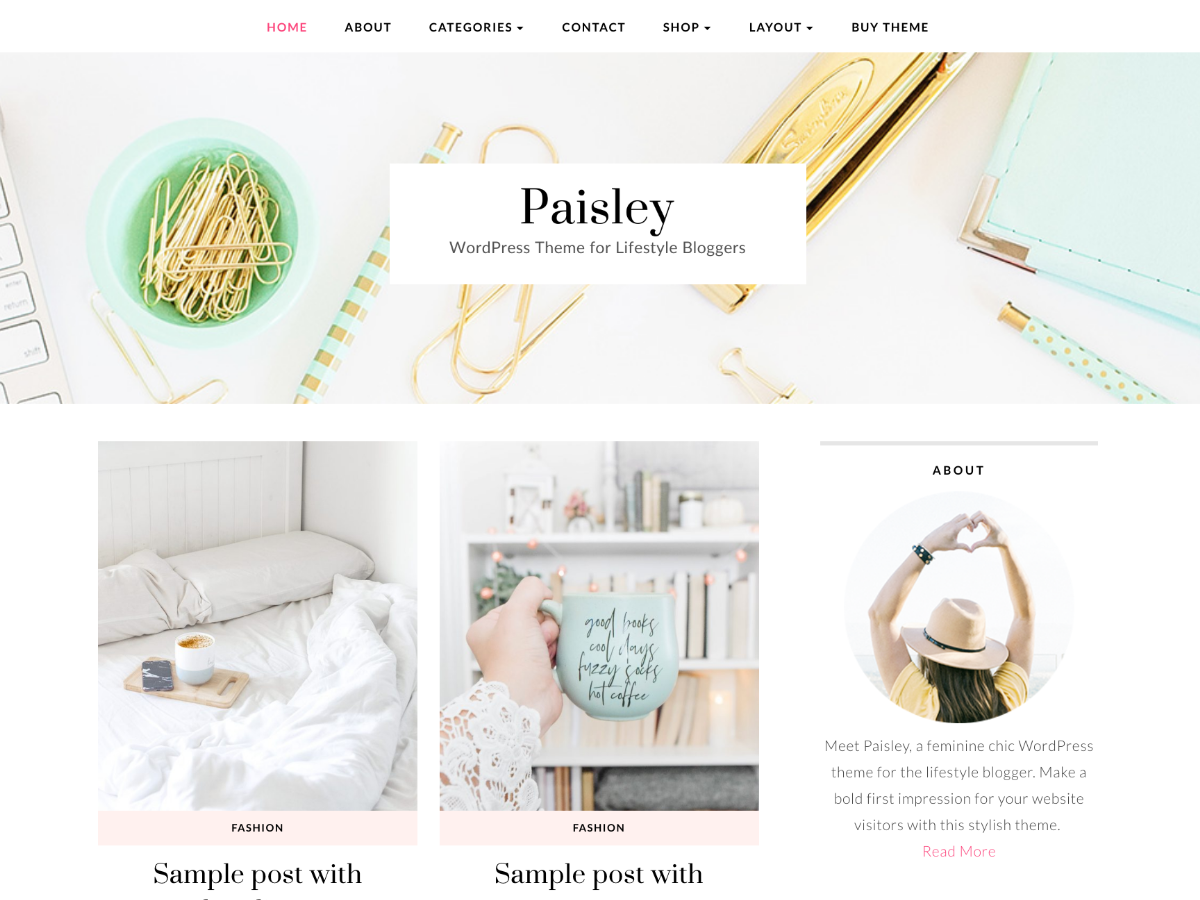 HOME ABOUT CATEGORIES CONTACT SHOP LAYOUT BUY THEME
Paisley
WordPress Theme for Lifestyle Bloggers
return
shift
good books
cool days
fuzzy socks
hot coffee
FASHION
Sample post with
FASHION
Sample post with
ABOUT
Meet Paisley, a feminine chic WordPress
theme for the lifestyle blogger. Make a
bold first impression for your website
visitors with this stylish theme.
Read More